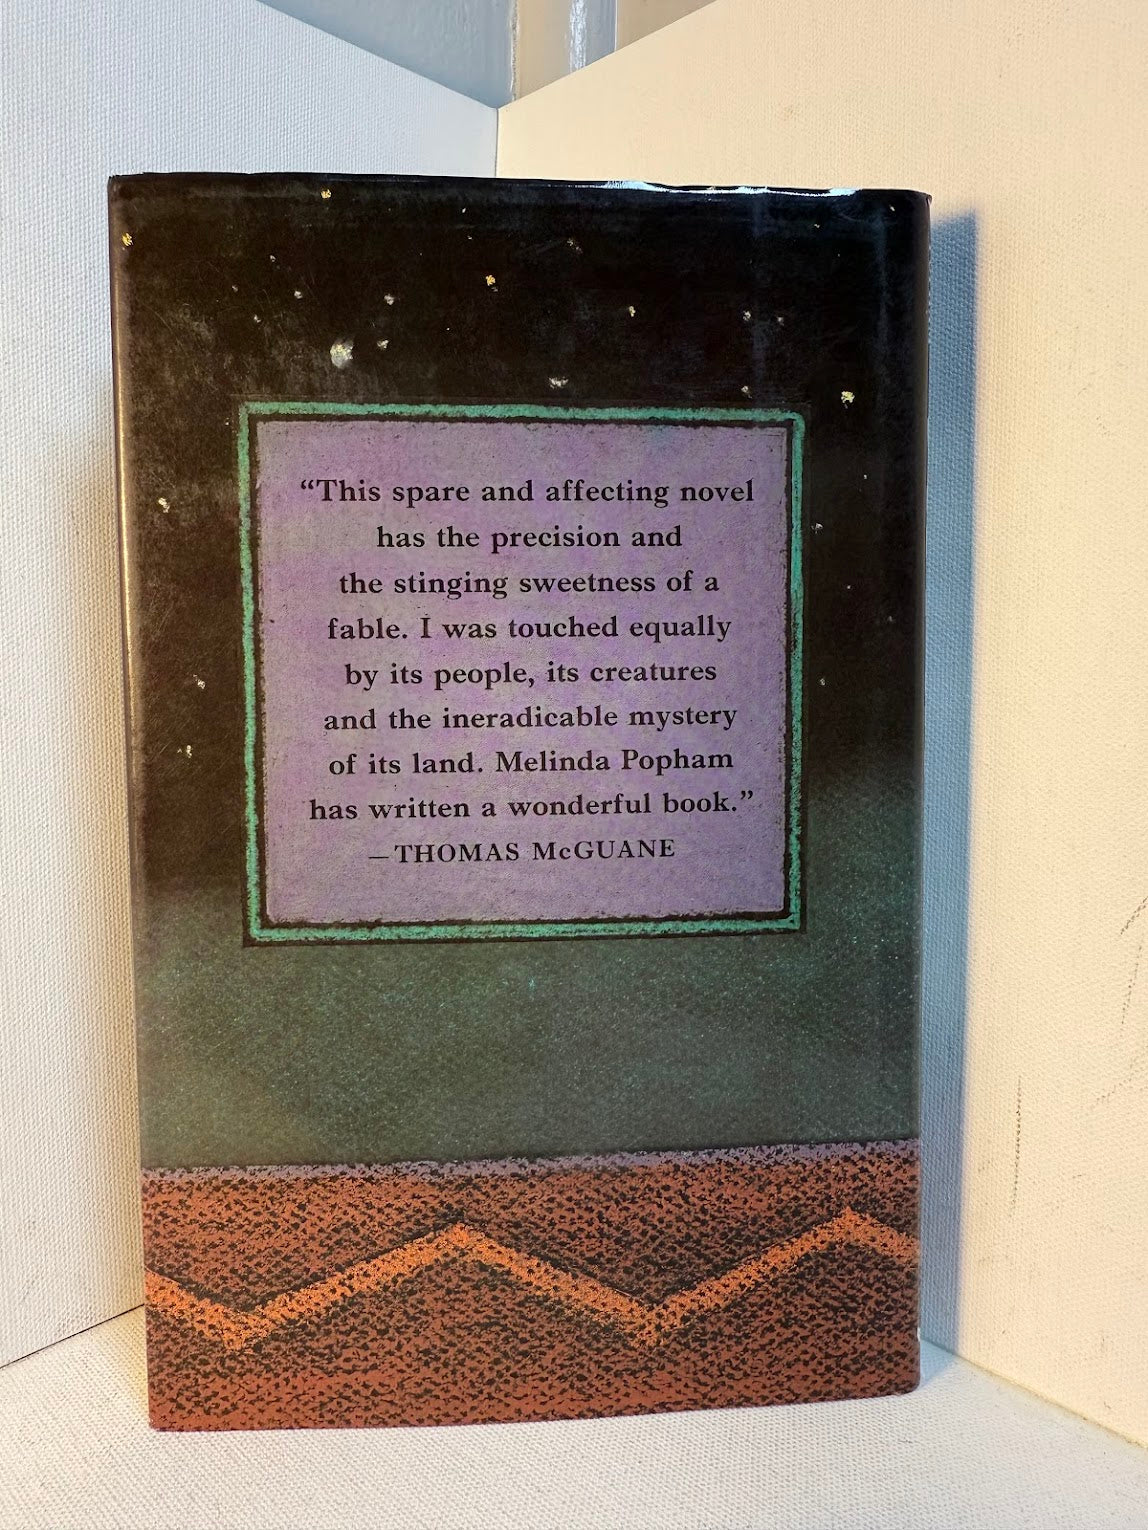 “This spare and affecting novel
has the precision and
the stinging sweetness of a
fable. I was touched equally
by its people, its creatures
and the ineradicable mystery
of its land. Melinda Popham
has written a wonderful book.”
—THOMAS McGUANE